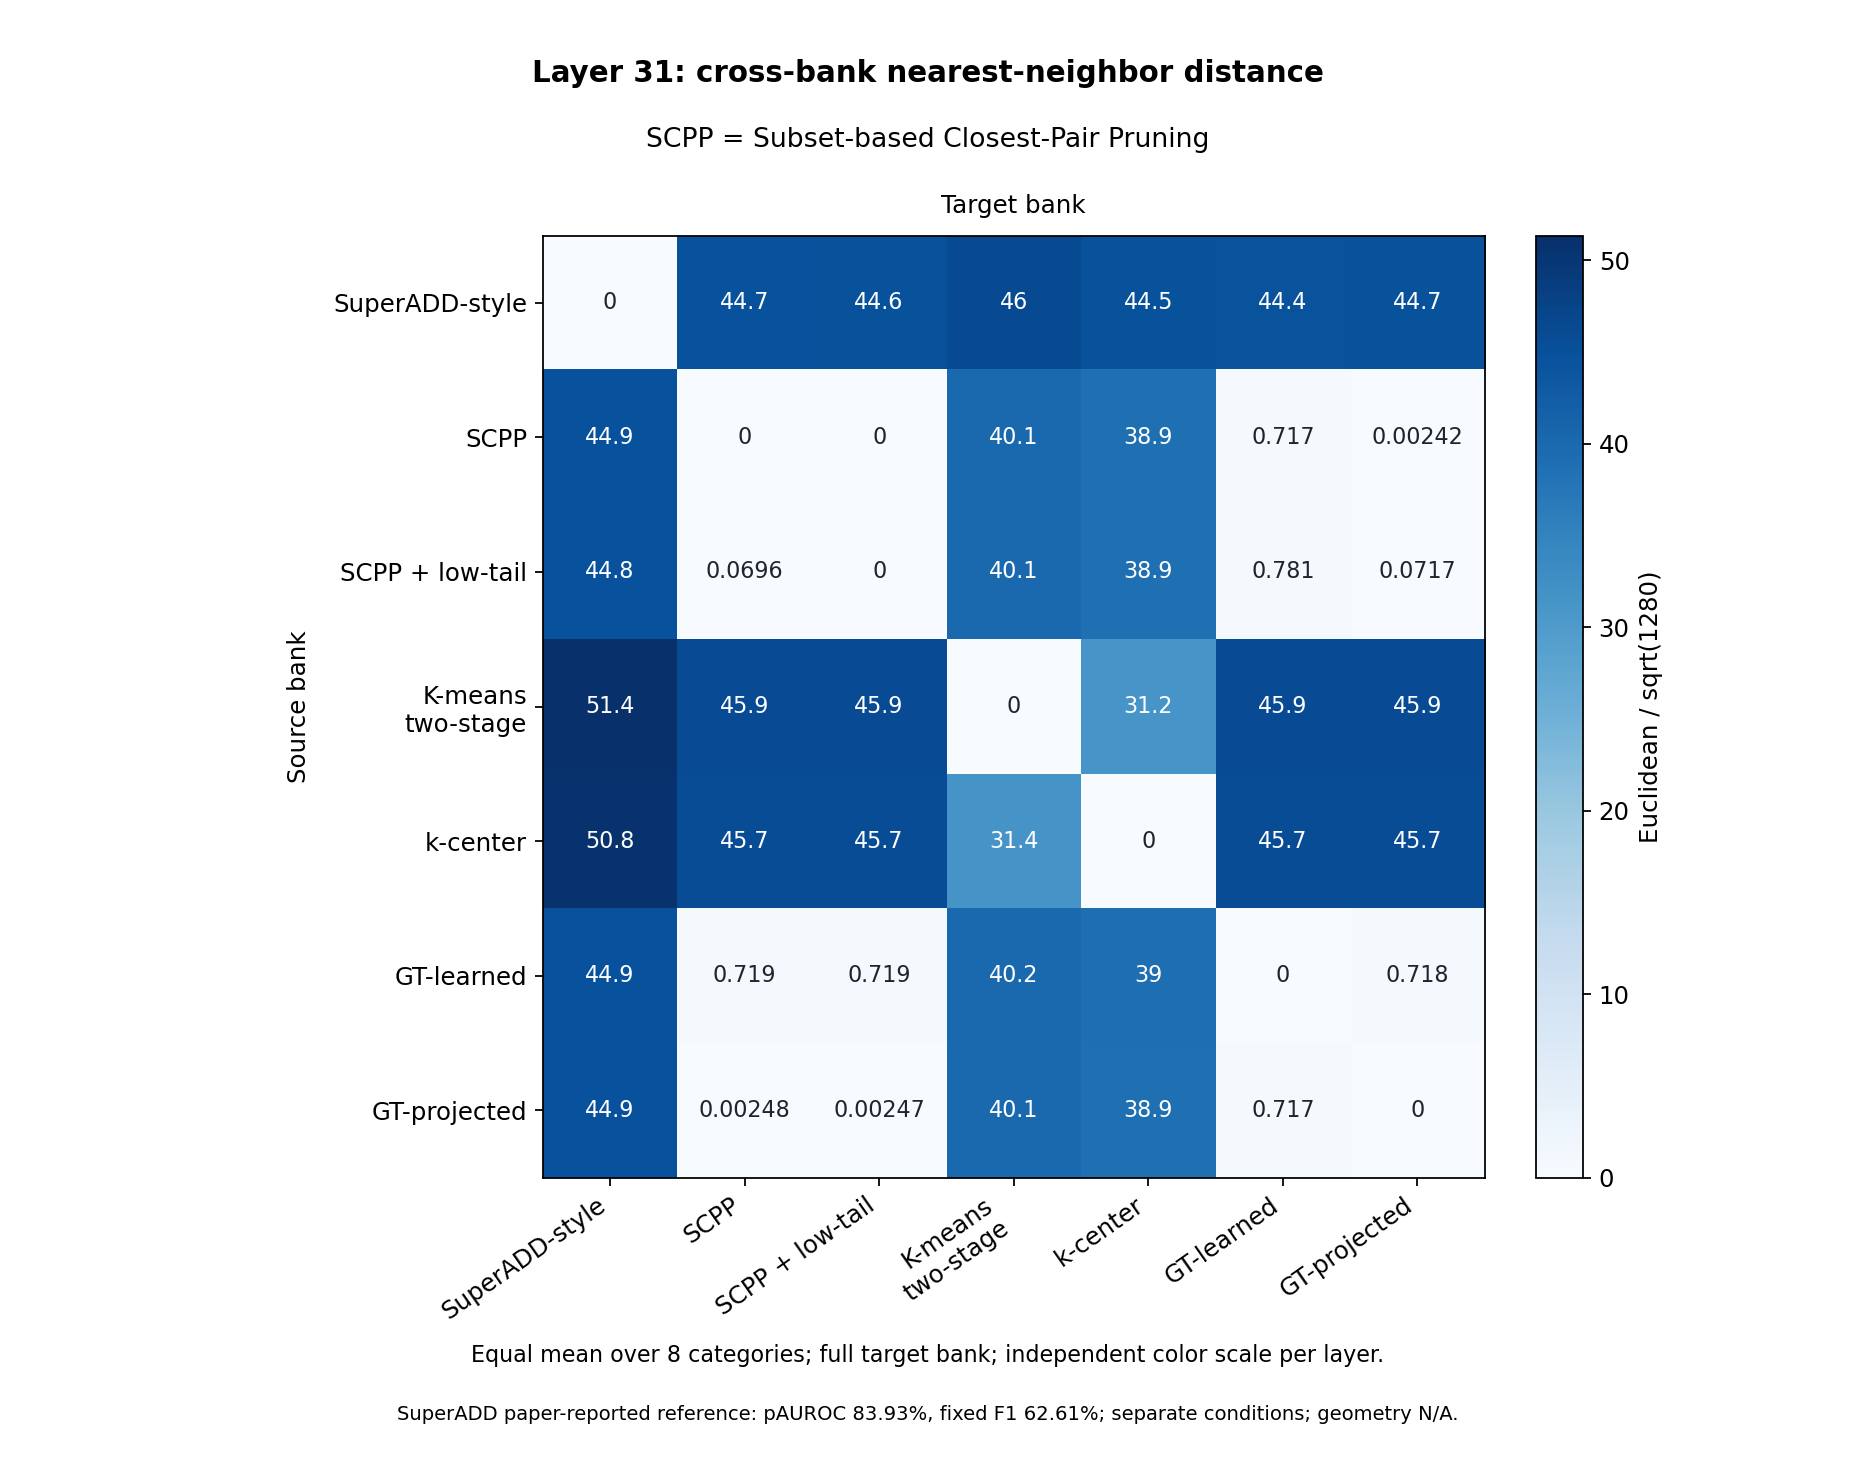 Layer 31: cross-bank nearest-neighbor distance
SCPP = Subset-based Closest-Pair Pruning
Target bank
SuperADD-style 0 44.7 44.6 46 44.5 44.4 44.7
SCPP 44.9 0 0 40.1 38.9 0.717 0.00242
SCPP + low-tail 44.8 0.0696 0 40.1 38.9 0.781 0.0717
K-means
two-stage 51.4 45.9 45.9 0 31.2 45.9 45.9
k-center 50.8 45.7 45.7 31.4 0 45.7 45.7
GT-learned 44.9 0.719 0.719 40.2 39 0 0.718
GT-projected 44.9 0.00248 0.00247 40.1 38.9 0.717 0
Source bank
SuperADD-style
SCPP
SCPP + low-tail
K-means
two-stage
k-center
GT-learned
GT-projected
50
40
30
20
10
0
Euclidean / sqrt(1280)
Equal mean over 8 categories; full target bank; independent color scale per layer.
SuperADD paper-reported reference: pAUROC 83.93%, fixed F1 62.61%; separate conditions; geometry N/A.